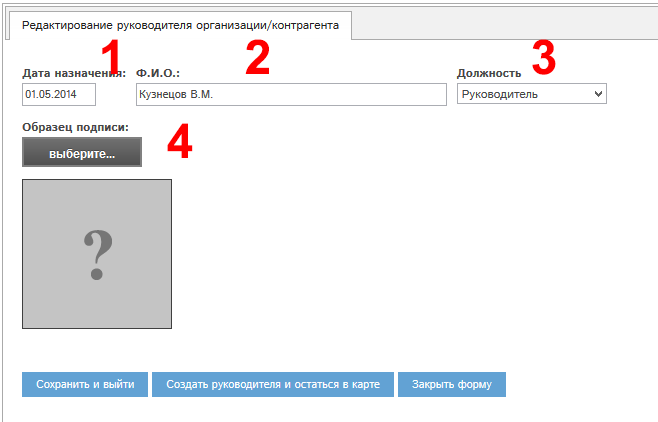 Редактирование руководителя организации/контрагента
1 2 3
Дата назначения: Ф.И.О.: Должность
01.05.2014 Кузнецов В.М. Руководитель
Образец подписи: 4
выберите...
?
Сохранить и выйти Создать руководителя и остаться в карте Закрыть форму